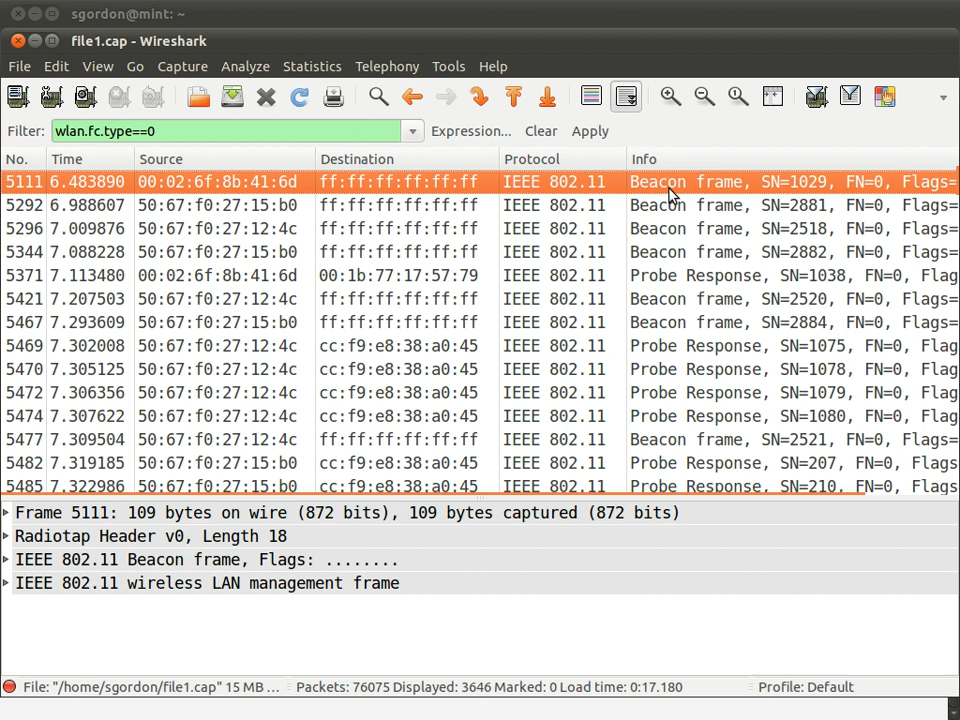 sgordon@mint: ~
file1.cap - Wireshark
File Edit View Go Capture Analyze Statistics Telephony Tools Help
Filter: wlan.fc.type==0 Expression... Clear Apply
No. Time Source Destination Protocol Info
5111 6.483890 00:02:6f:8b:41:6d ff:ff:ff:ff:ff:ff IEEE 802.11 Beacon frame, SN=1029, FN=0, Flags=
5292 6.988607 50:67:f0:27:15:b0 ff:ff:ff:ff:ff:ff IEEE 802.11 Beacon frame, SN=2881, FN=0, Flags=
5296 7.009876 50:67:f0:27:12:4c ff:ff:ff:ff:ff:ff IEEE 802.11 Beacon frame, SN=2518, FN=0, Flags=
5344 7.088228 50:67:f0:27:15:b0 ff:ff:ff:ff:ff:ff IEEE 802.11 Beacon frame, SN=2882, FN=0, Flags=
5371 7.113480 00:02:6f:8b:41:6d 00:1b:77:17:57:79 IEEE 802.11 Probe Response, SN=1038, FN=0, Flag
5421 7.207503 50:67:f0:27:12:4c ff:ff:ff:ff:ff:ff IEEE 802.11 Beacon frame, SN=2520, FN=0, Flags=
5467 7.293609 50:67:f0:27:15:b0 ff:ff:ff:ff:ff:ff IEEE 802.11 Beacon frame, SN=2884, FN=0, Flags=
5469 7.302008 50:67:f0:27:12:4c cc:f9:e8:38:a0:45 IEEE 802.11 Probe Response, SN=1075, FN=0, Flag
5470 7.305125 50:67:f0:27:12:4c cc:f9:e8:38:a0:45 IEEE 802.11 Probe Response, SN=1078, FN=0, Flag
5472 7.306356 50:67:f0:27:12:4c cc:f9:e8:38:a0:45 IEEE 802.11 Probe Response, SN=1079, FN=0, Flag
5474 7.307622 50:67:f0:27:12:4c cc:f9:e8:38:a0:45 IEEE 802.11 Probe Response, SN=1080, FN=0, Flag
5477 7.309504 50:67:f0:27:12:4c ff:ff:ff:ff:ff:ff IEEE 802.11 Beacon frame, SN=2521, FN=0, Flags=
5482 7.319185 50:67:f0:27:15:b0 cc:f9:e8:38:a0:45 IEEE 802.11 Probe Response, SN=207, FN=0, Flags
5485 7.322986 50:67:f0:27:15:b0 cc:f9:e8:38:a0:45 IEEE 802.11 Probe Response, SN=210, FN=0, Flags
Frame 5111: 109 bytes on wire (872 bits), 109 bytes captured (872 bits)
Radiotap Header v0, Length 18
IEEE 802.11 Beacon frame, Flags: ........
IEEE 802.11 wireless LAN management frame
File: "/home/sgordon/file1.cap" 15 MB ... Packets: 76075 Displayed: 3646 Marked: 0 Load time: 0:17.180 Profile: Default